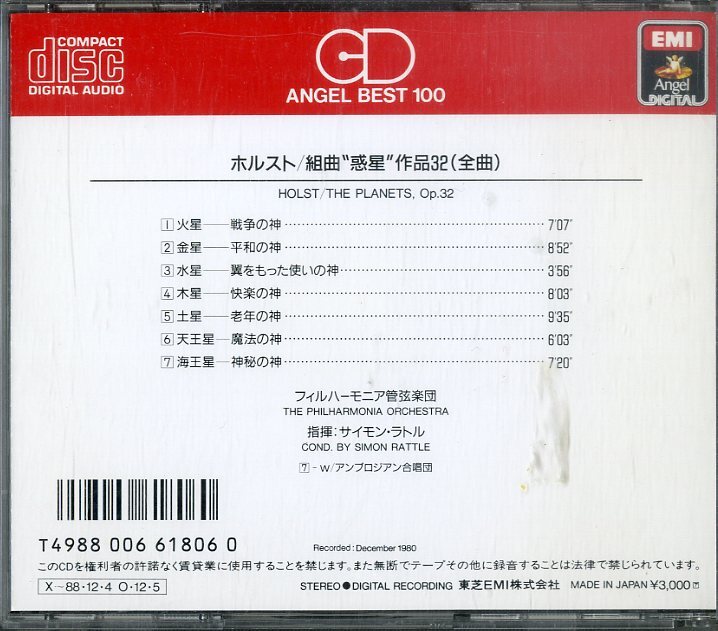 COMPACT
disc
DIGITAL AUDIO
CD
ANGEL BEST 100
EMI
Angel
DIGITAL
ホルスト/組曲“惑星”作品32(全曲)
HOLST/THE PLANETS, Op.32
1 火星――戦争の神 7'07"
2 金星――平和の神 8'52"
3 水星――翼をもった使いの神 3'56"
4 木星――快楽の神 8'03"
5 土星――老年の神 9'35"
6 天王星―魔法の神 6'03"
7 海王星―神秘の神 7'20"
フィルハーモニア管弦楽団
THE PHILHARMONIA ORCHESTRA
指揮:サイモン・ラトル
COND. BY SIMON RATTLE
7 - w/アンブロジアン合唱団
T4988 006 61806 0
Recorded: December 1980
このCDを権利者の許諾なく賃貸業に使用することを禁じます。また無断でテープその他に録音することは法律で禁じられています。
X〜88・12・4 O・12・5
STEREO●DIGITAL RECORDING 東芝EMI株式会社 MADE IN JAPAN ¥3,000